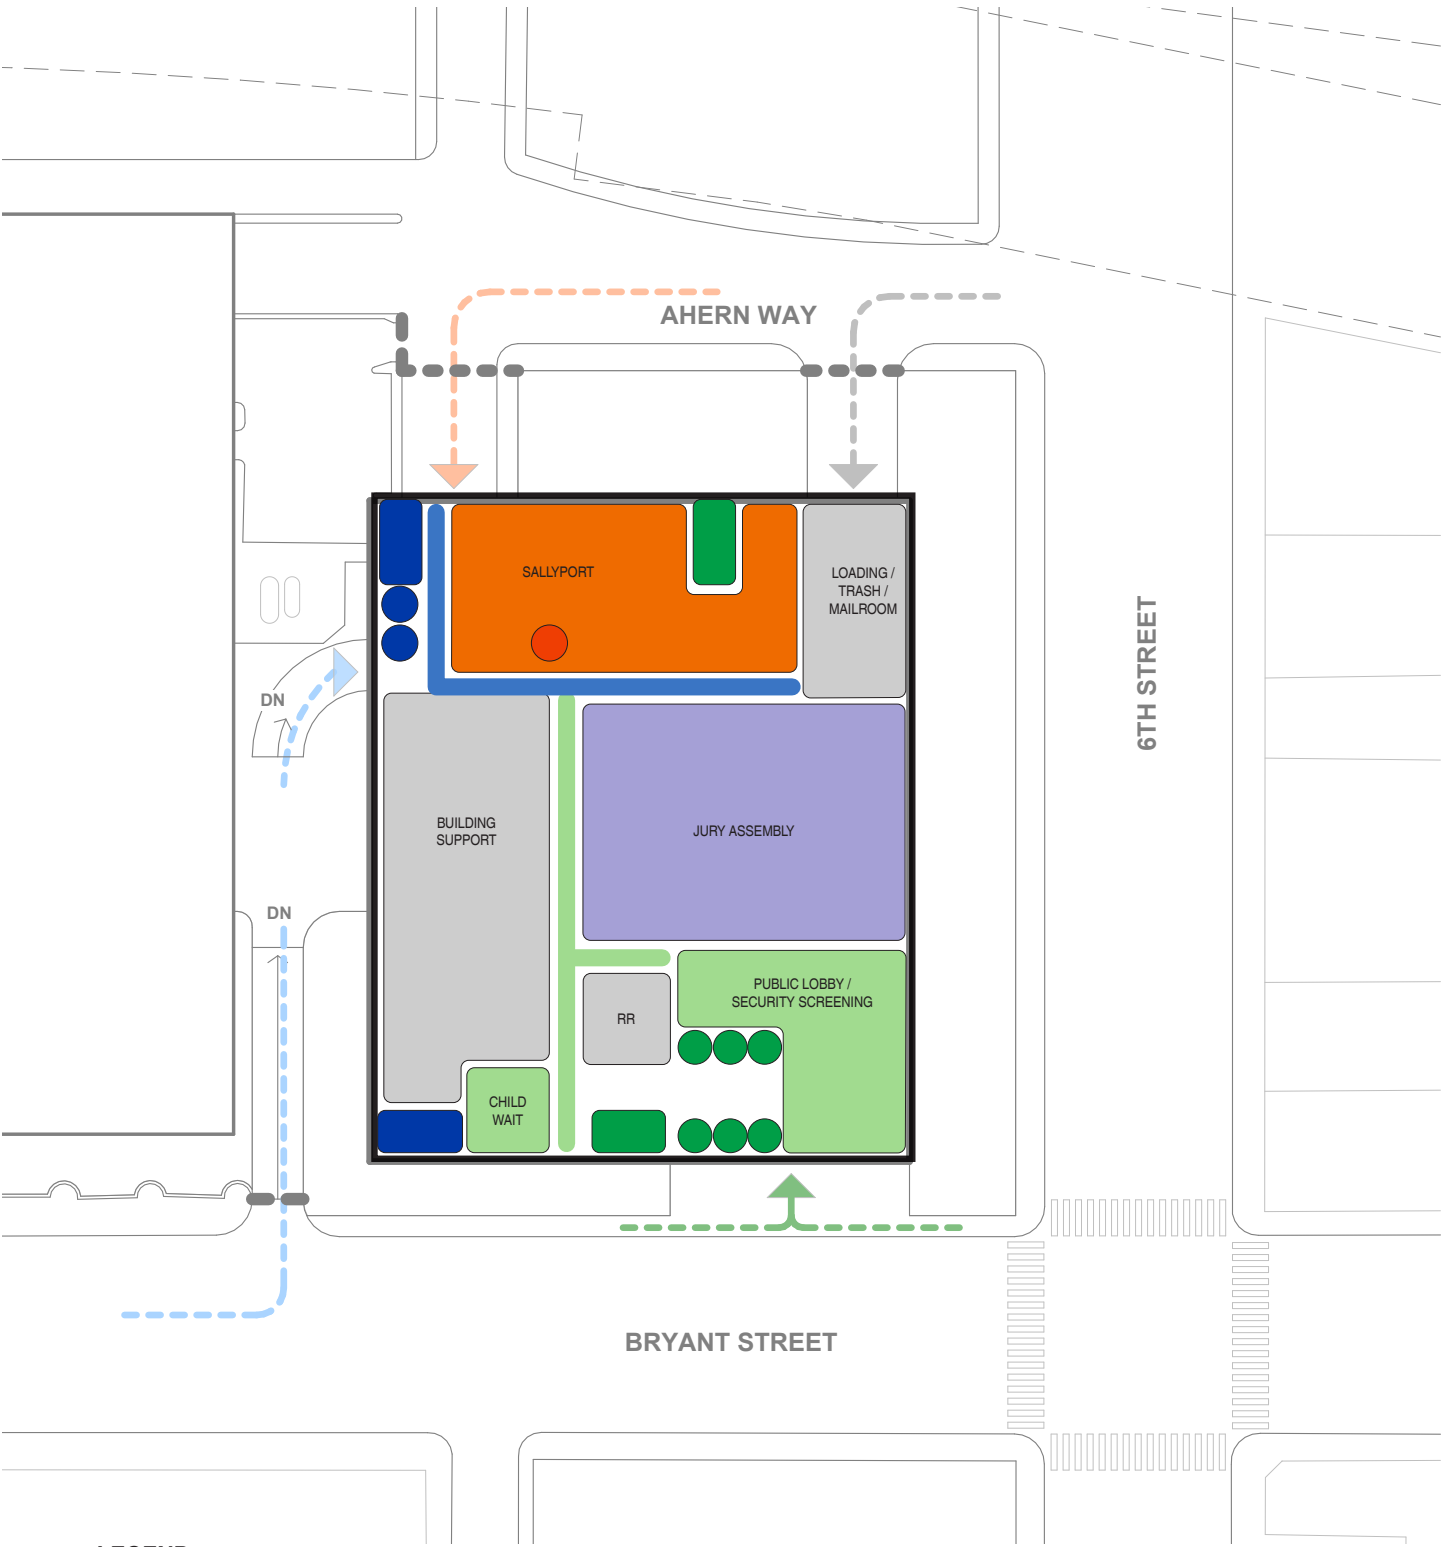 AHERN WAY
SALLYPORT
LOADING /
TRASH /
MAILROOM
6TH STREET
DN
BUILDING
SUPPORT
JURY ASSEMBLY
DN
PUBLIC LOBBY /
SECURITY SCREENING
RR
CHILD
WAIT
BRYANT STREET
LEGEND